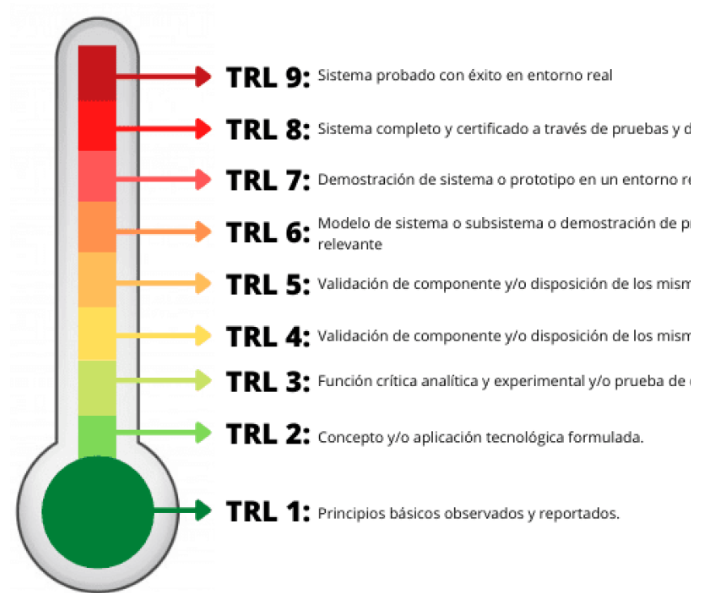 TRL 9: Sistema probado con éxito en entorno real
TRL 8: Sistema completo y certificado a través de pruebas y d
TRL 7: Demostración de sistema o prototipo en un entorno re
TRL 6: Modelo de sistema o subsistema o demostración de p
relevante
TRL 5: Validación de componente y/o disposición de los mism
TRL 4: Validación de componente y/o disposición de los mism
TRL 3: Función crítica analítica y experimental y/o prueba de
TRL 2: Concepto y/o aplicación tecnológica formulada.
TRL 1: Principios básicos observados y reportados.